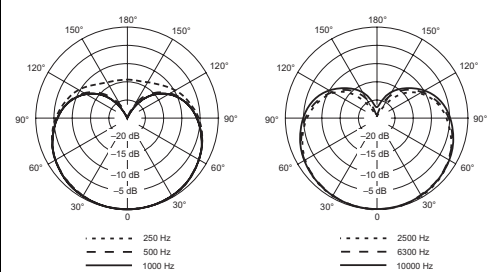 180°
150° 150°
120° 120°
90° 90°
60° 60°
30° 30°
0
–20 dB
–15 dB
–10 dB
–5 dB
250 Hz
500 Hz
1000 Hz
180°
150° 150°
120° 120°
90° 90°
60° 60°
30° 30°
0
–20 dB
–15 dB
–10 dB
–5 dB
2500 Hz
6300 Hz
10000 Hz